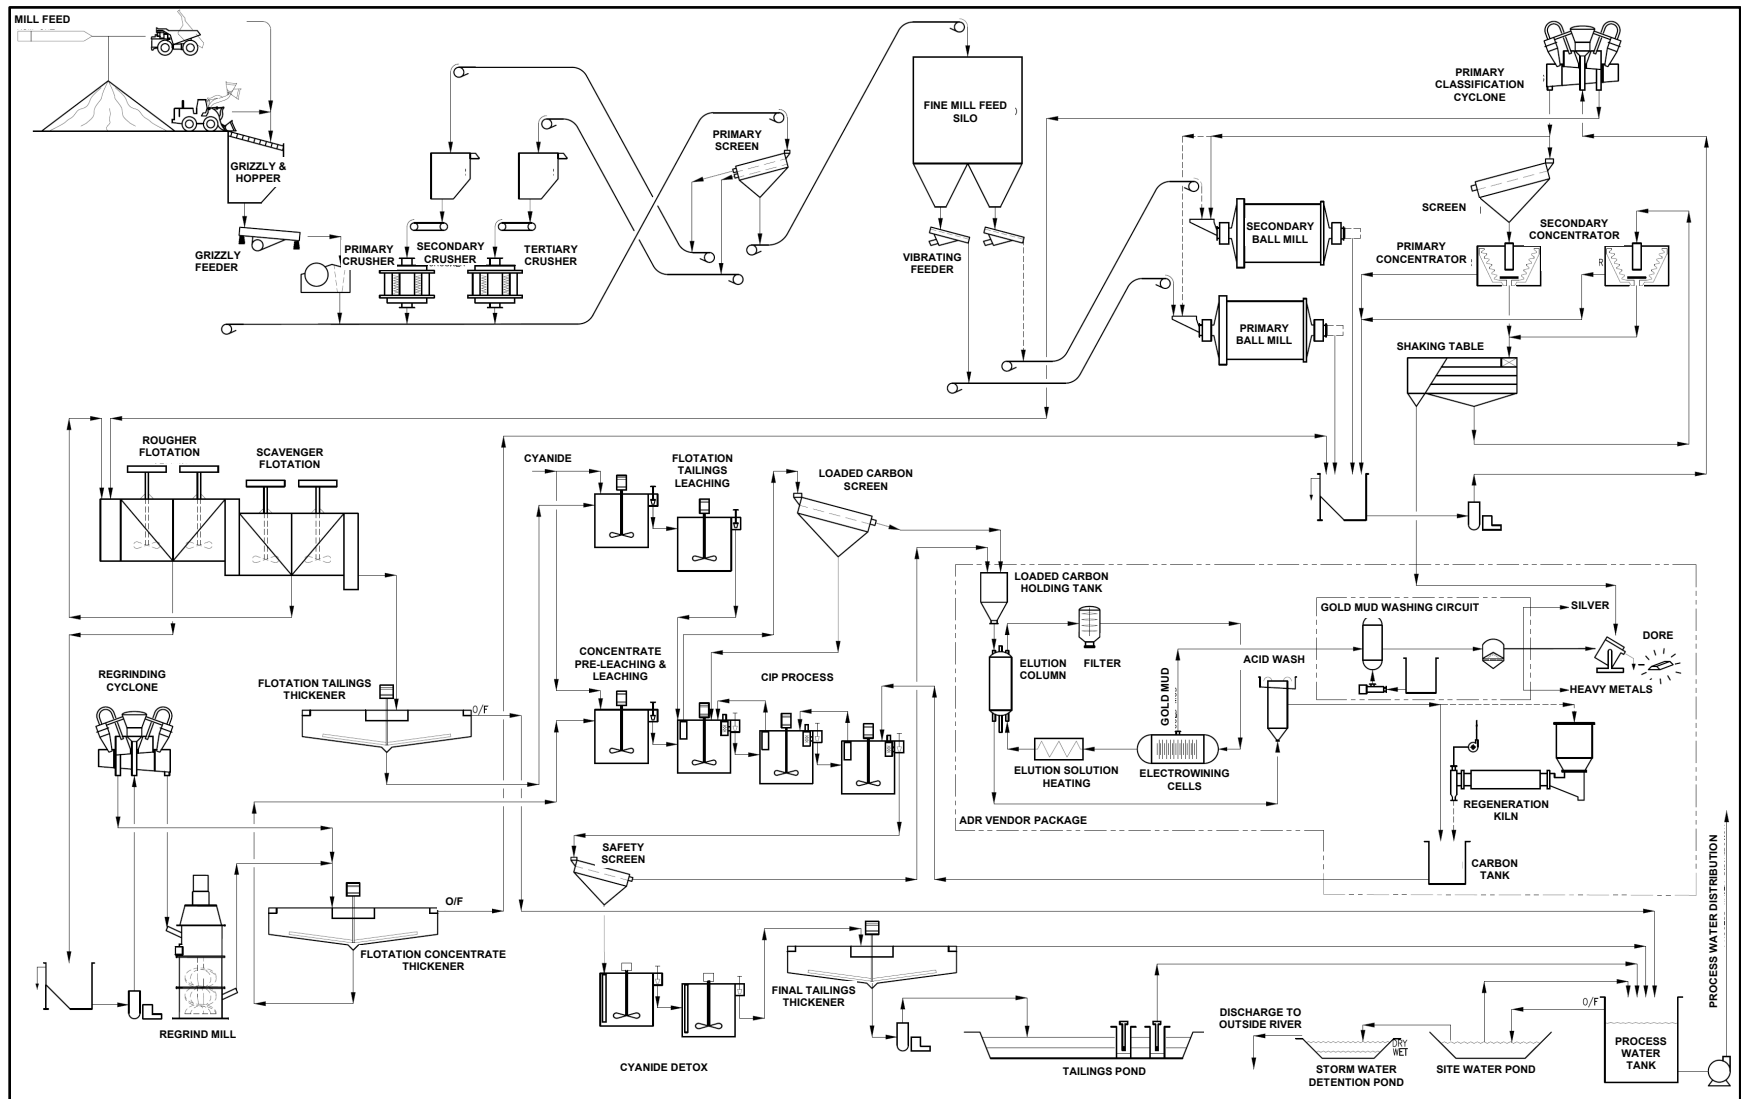 MILL FEED
GRIZZLY &
HOPPER
GRIZZLY
FEEDER
PRIMARY
CRUSHER
SECONDARY
CRUSHER
TERTIARY
CRUSHER
PRIMARY
SCREEN
FINE MILL FEED
SILO
VIBRATING
FEEDER
SECONDARY
BALL MILL
PRIMARY
BALL MILL
PRIMARY
CLASSIFICATION
CYCLONE
SCREEN
PRIMARY
CONCENTRATOR
SECONDARY
CONCENTRATOR
R
SHAKING TABLE
ROUGHER
FLOTATION
SCAVENGER
FLOTATION
CYANIDE
FLOTATION
TAILINGS
LEACHING
LOADED CARBON
SCREEN
LOADED CARBON
HOLDING TANK
GOLD MUD WASHING CIRCUIT
SILVER
DORE
HEAVY METALS
ELUTION
COLUMN
FILTER
GOLD MUD
ACID WASH
CONCENTRATE
PRE-LEACHING &
LEACHING
CIP PROCESS
REGRINDING
CYCLONE
FLOTATION TAILINGS
THICKENER
O/F
ELUTION SOLUTION
HEATING
ELECTROWINING
CELLS
REGENERATION
KILN
ADR VENDOR PACKAGE
SAFETY
SCREEN
CARBON
TANK
PROCESS WATER DISTRIBUTION
O/F
FLOTATION CONCENTRATE
THICKENER
REGRIND MILL
CYANIDE DETOX
FINAL TAILINGS
THICKENER
TAILINGS POND
DISCHARGE TO
OUTSIDE RIVER
DRY
WET
STORM WATER
DETENTION POND
SITE WATER POND
O/F
PROCESS
WATER
TANK